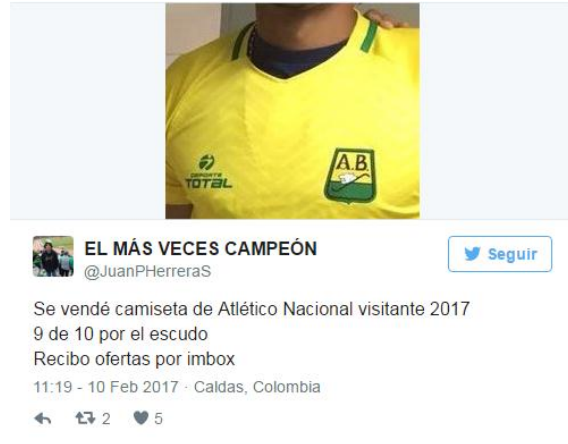 DEPORTE
TOTAL
A.B.
EL MÁS VECES CAMPEÓN
@JuanPHerreraS
Seguir
Se vendé camiseta de Atlético Nacional visitante 2017
9 de 10 por el escudo
Recibo ofertas por imbox
11:19 - 10 Feb 2017 · Caldas, Colombia
2
5